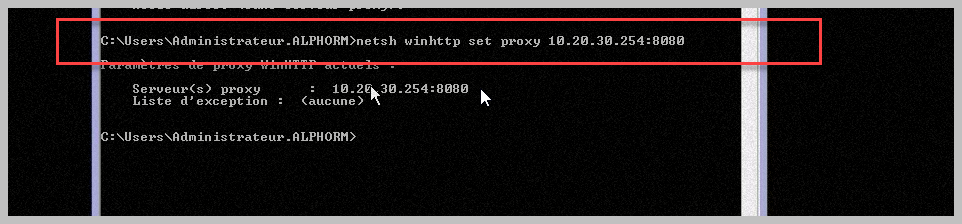 C:\Users\Administrateur.ALPHORM>netsh winhttp set proxy 10.20.30.254:8080
Paramètres de proxy WinHTTP actuels :
Serveur(s) proxy : 10.20.30.254:8080
Liste d'exception : (aucune)
C:\Users\Administrateur.ALPHORM>